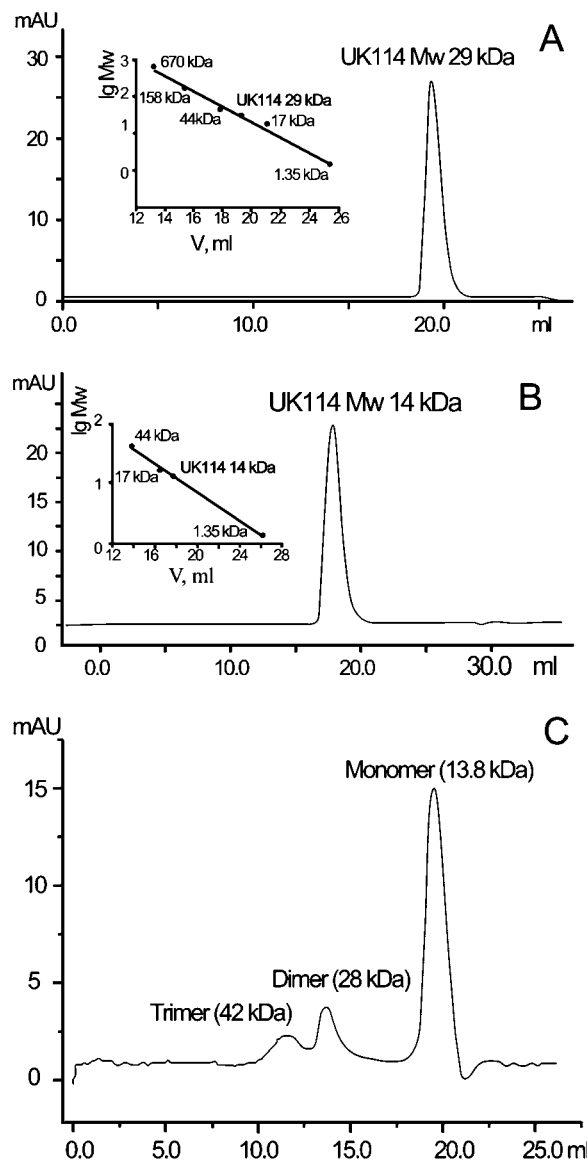 mAU
A
UK114 Mw 29 kDa
30
20
10
0
0.0
10.0
20.0
ml
lg Mw
3
2
1
0
670 kDa
158 kDa
44kDa
UK114 29 kDa
17 kDa
1.35 kDa
12 14 16 18 20 22 24 26
V, ml
mAU
B
UK114 Mw 14 kDa
20
15
10
5
0
0.0
10.0
20.0
30.0
ml
lg Mw
2
1
0
44 kDa
17 kDa
UK114 14 kDa
1.35 kDa
12 16 20 24 28
V, ml
mAU
C
Monomer (13.8 kDa)
Dimer (28 kDa)
Trimer (42 kDa)
15
10
5
0
0.0 5.0 10.0 15.0 20.0 25.0 ml